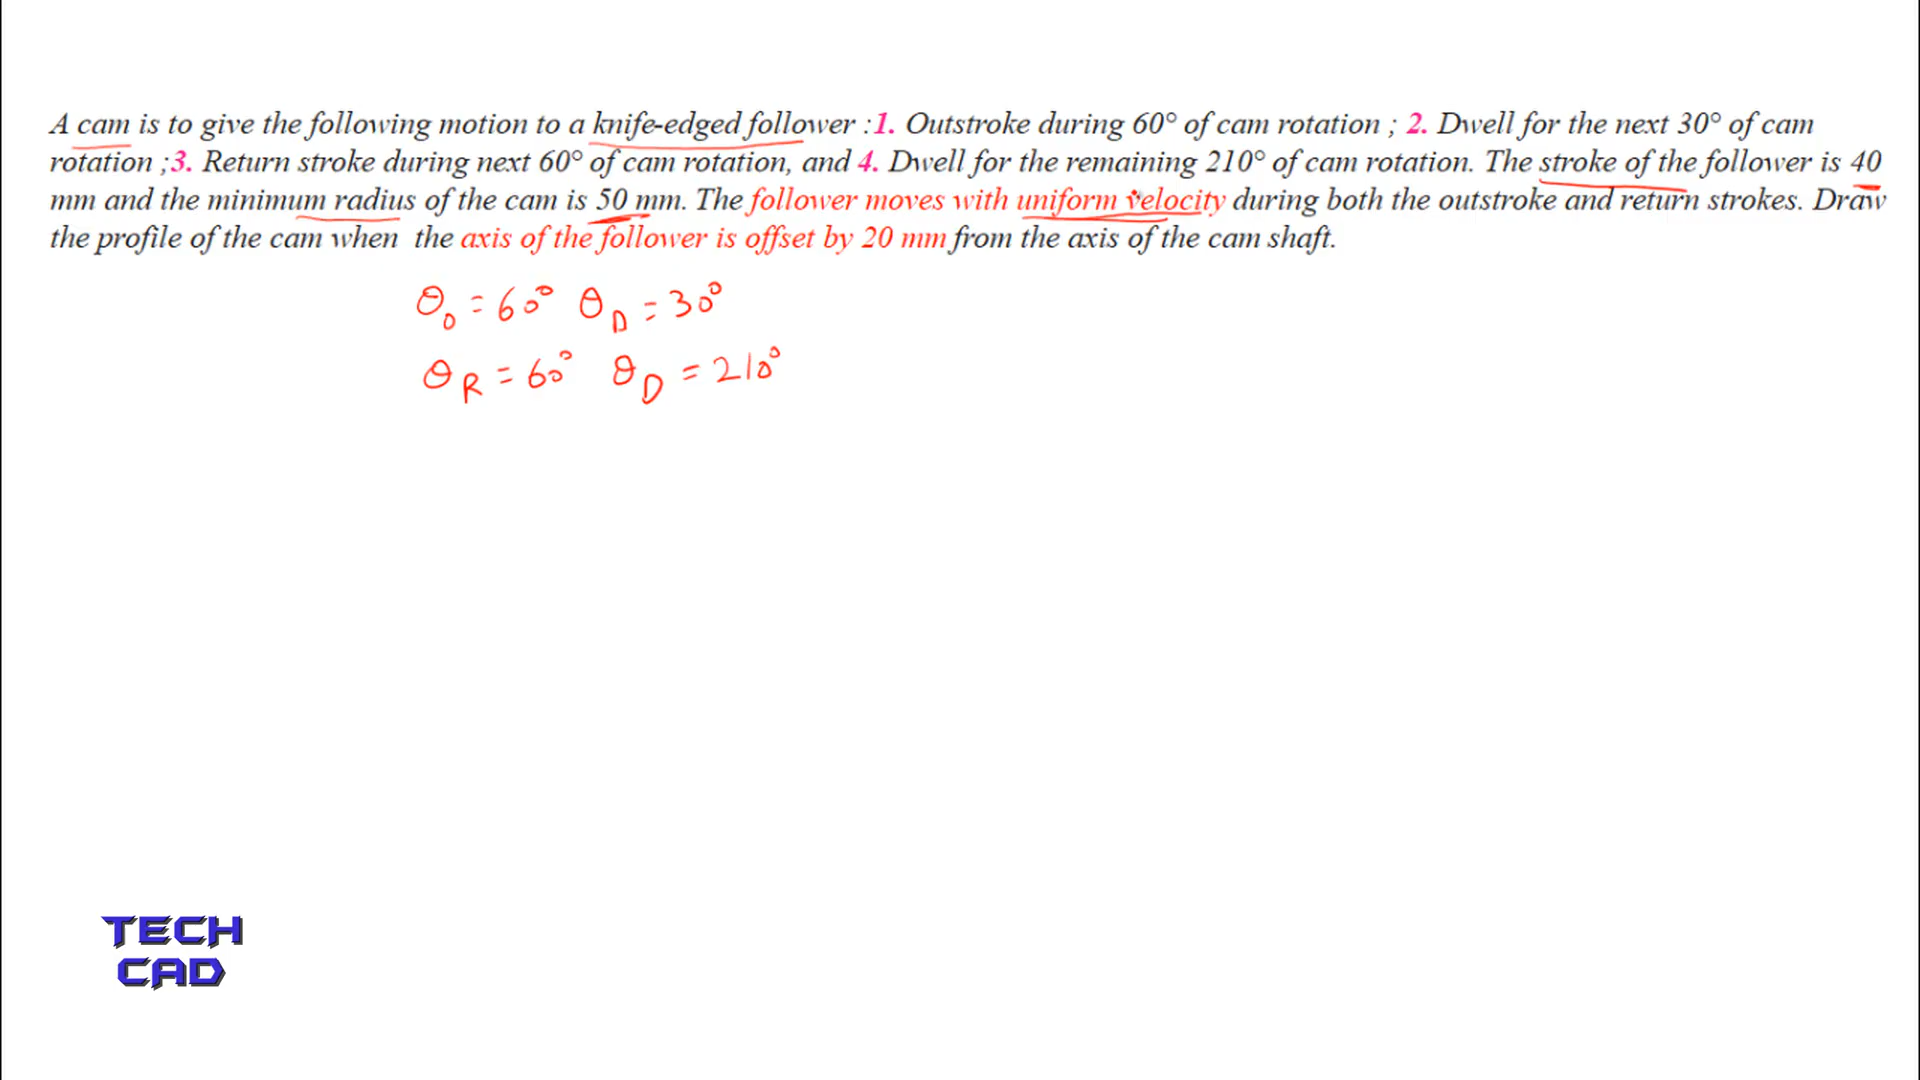 A cam is to give the following motion to a knife-edged follower :1. Outstroke during 60° of cam rotation ; 2. Dwell for the next 30° of cam
rotation ;3. Return stroke during next 60° of cam rotation, and 4. Dwell for the remaining 210° of cam rotation. The stroke of the follower is 40
mm and the minimum radius of the cam is 50 mm. The follower moves with uniform velocity during both the outstroke and return strokes. Draw
the profile of the cam when the axis of the follower is offset by 20 mm from the axis of the cam shaft.
θ₀ = 60° θ_D = 30°
θ_R = 60° θ_D = 210°
TECH
CAD